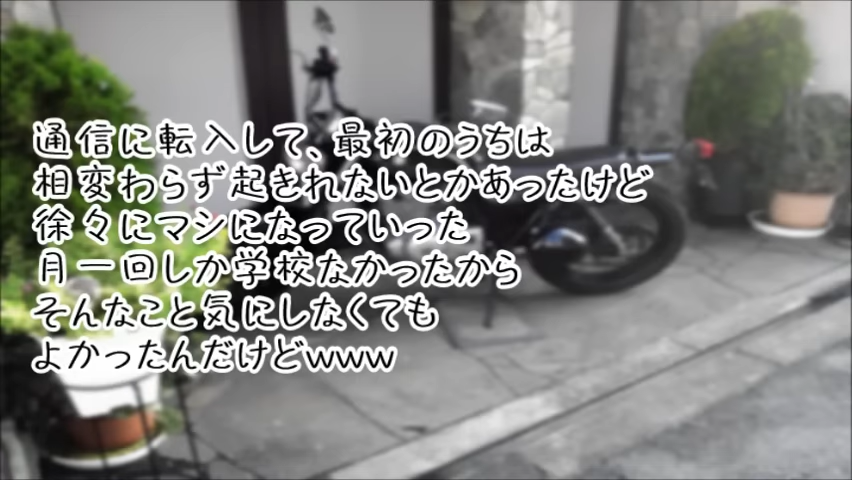 通信に転入して、最初のうちは
相変わらず起きれないとかあったけど
徐々にマシになっていった
月一回しか学校なかったから
そんなこと気にしなくても
よかったんだけどwww